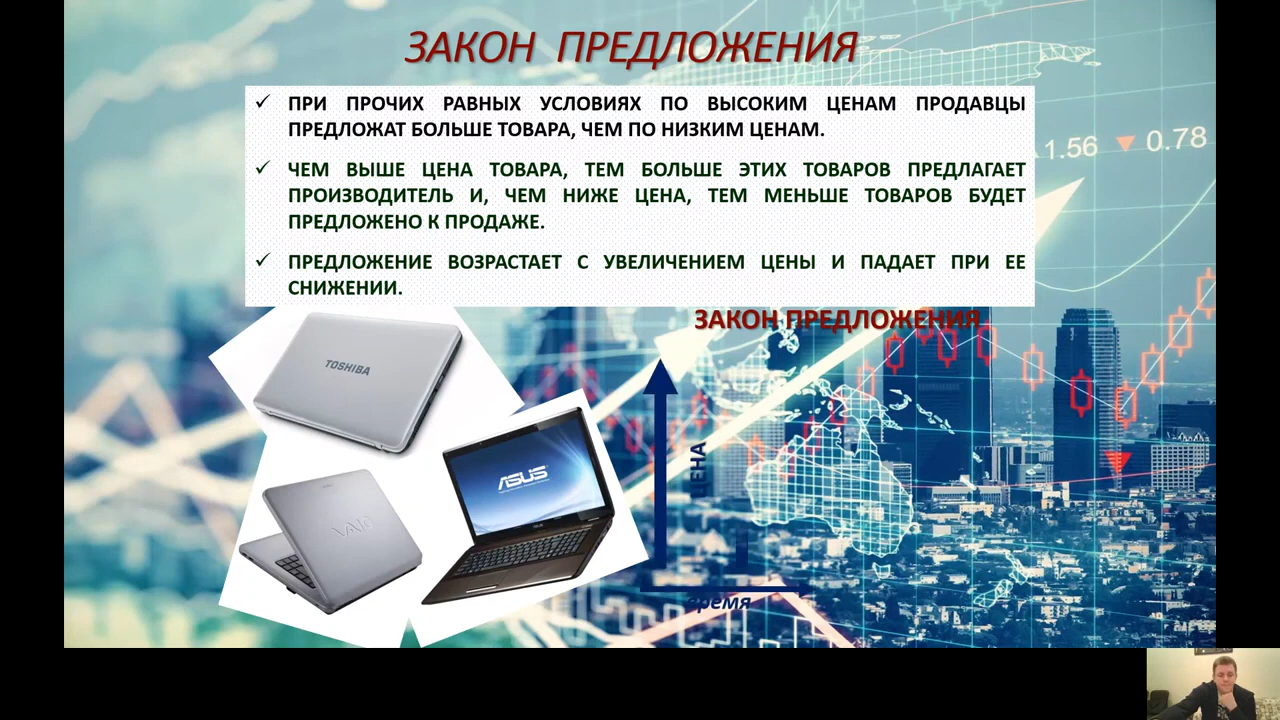 ЗАКОН ПРЕДЛОЖЕНИЯ
ПРИ ПРОЧИХ РАВНЫХ УСЛОВИЯХ ПО ВЫСОКИМ ЦЕНАМ ПРОДАВЦЫ
ПРЕДЛОЖАТ БОЛЬШЕ ТОВАРА, ЧЕМ ПО НИЗКИМ ЦЕНАМ.
ЧЕМ ВЫШЕ ЦЕНА ТОВАРА, ТЕМ БОЛЬШЕ ЭТИХ ТОВАРОВ ПРЕДЛАГАЕТ
ПРОИЗВОДИТЕЛЬ И, ЧЕМ НИЖЕ ЦЕНА, ТЕМ МЕНЬШЕ ТОВАРОВ БУДЕТ
ПРЕДЛОЖЕНО К ПРОДАЖЕ.
ПРЕДЛОЖЕНИЕ ВОЗРАСТАЕТ С УВЕЛИЧЕНИЕМ ЦЕНЫ И ПАДАЕТ ПРИ ЕЕ
СНИЖЕНИИ.
1.56 ▼ 0.78
ЗАКОН ПРЕДЛОЖЕНИЯ
TOSHIBA
ЦЕНА
ASUS
VAIO
время